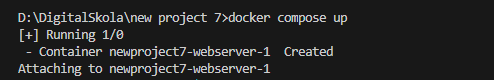 D:\DigitalSkola\new project 7>docker compose up
[+] Running 1/0
 - Container newproject7-webserver-1  Created
Attaching to newproject7-webserver-1